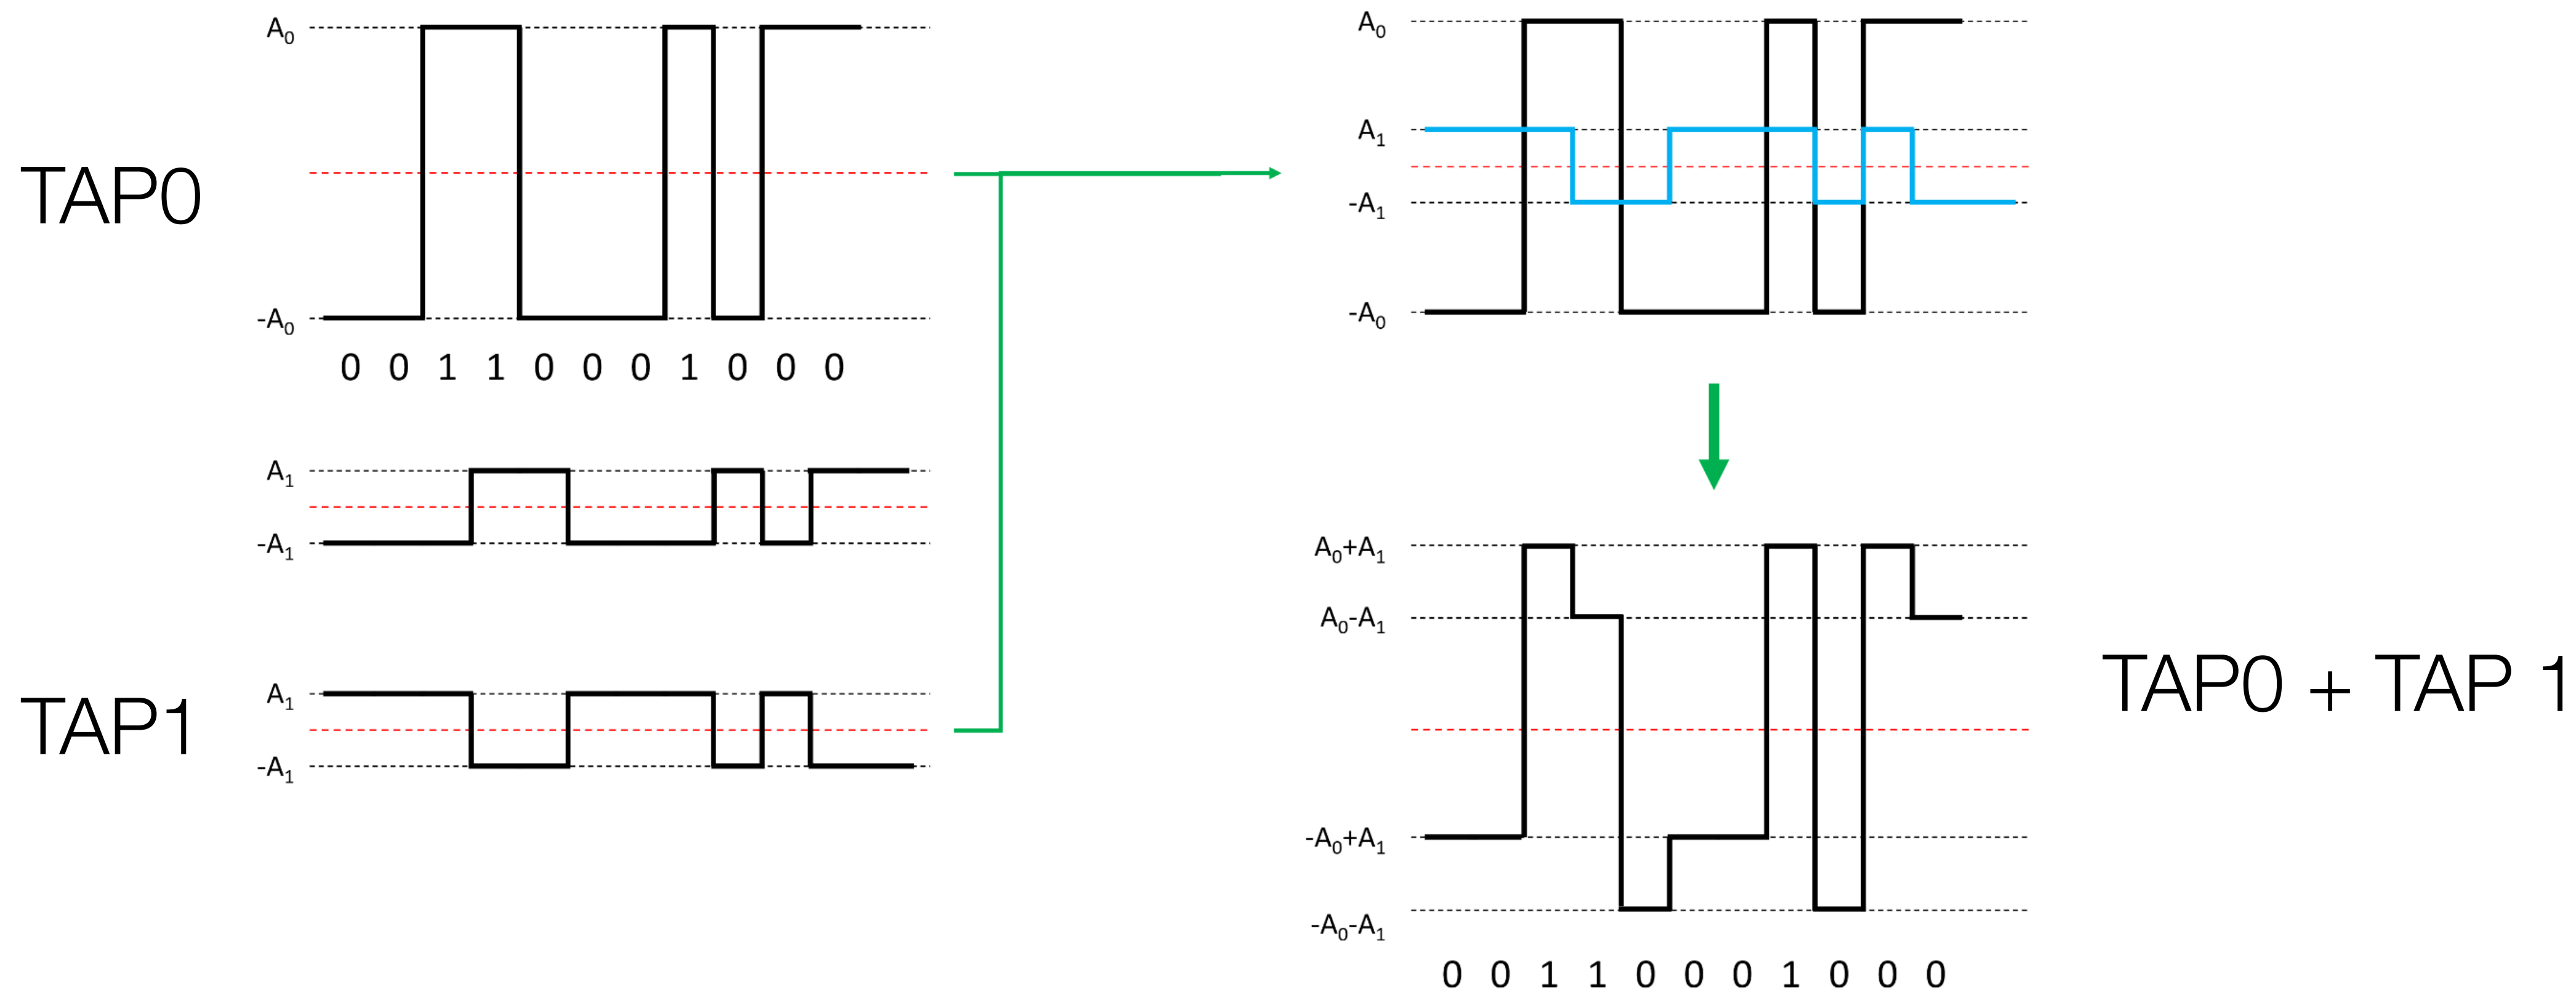 A₀
TAP0
-A₀
0 0 1 1 0 0 0 1 0 0 0
A₁
-A₁
A₁
TAP1
-A₁
A₀
A₁
-A₁
-A₀
A₀+A₁
A₀-A₁
TAP0 + TAP 1
-A₀+A₁
-A₀-A₁
0 0 1 1 0 0 0 1 0 0 0